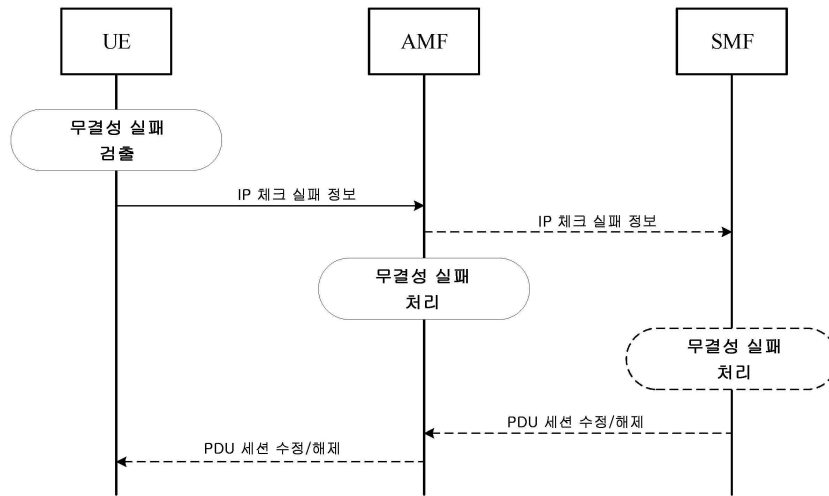 UE
AMF
SMF
무결성 실패
검출
IP 체크 실패 정보
IP 체크 실패 정보
무결성 실패
처리
무결성 실패
처리
PDU 세션 수정/해제
PDU 세션 수정/해제